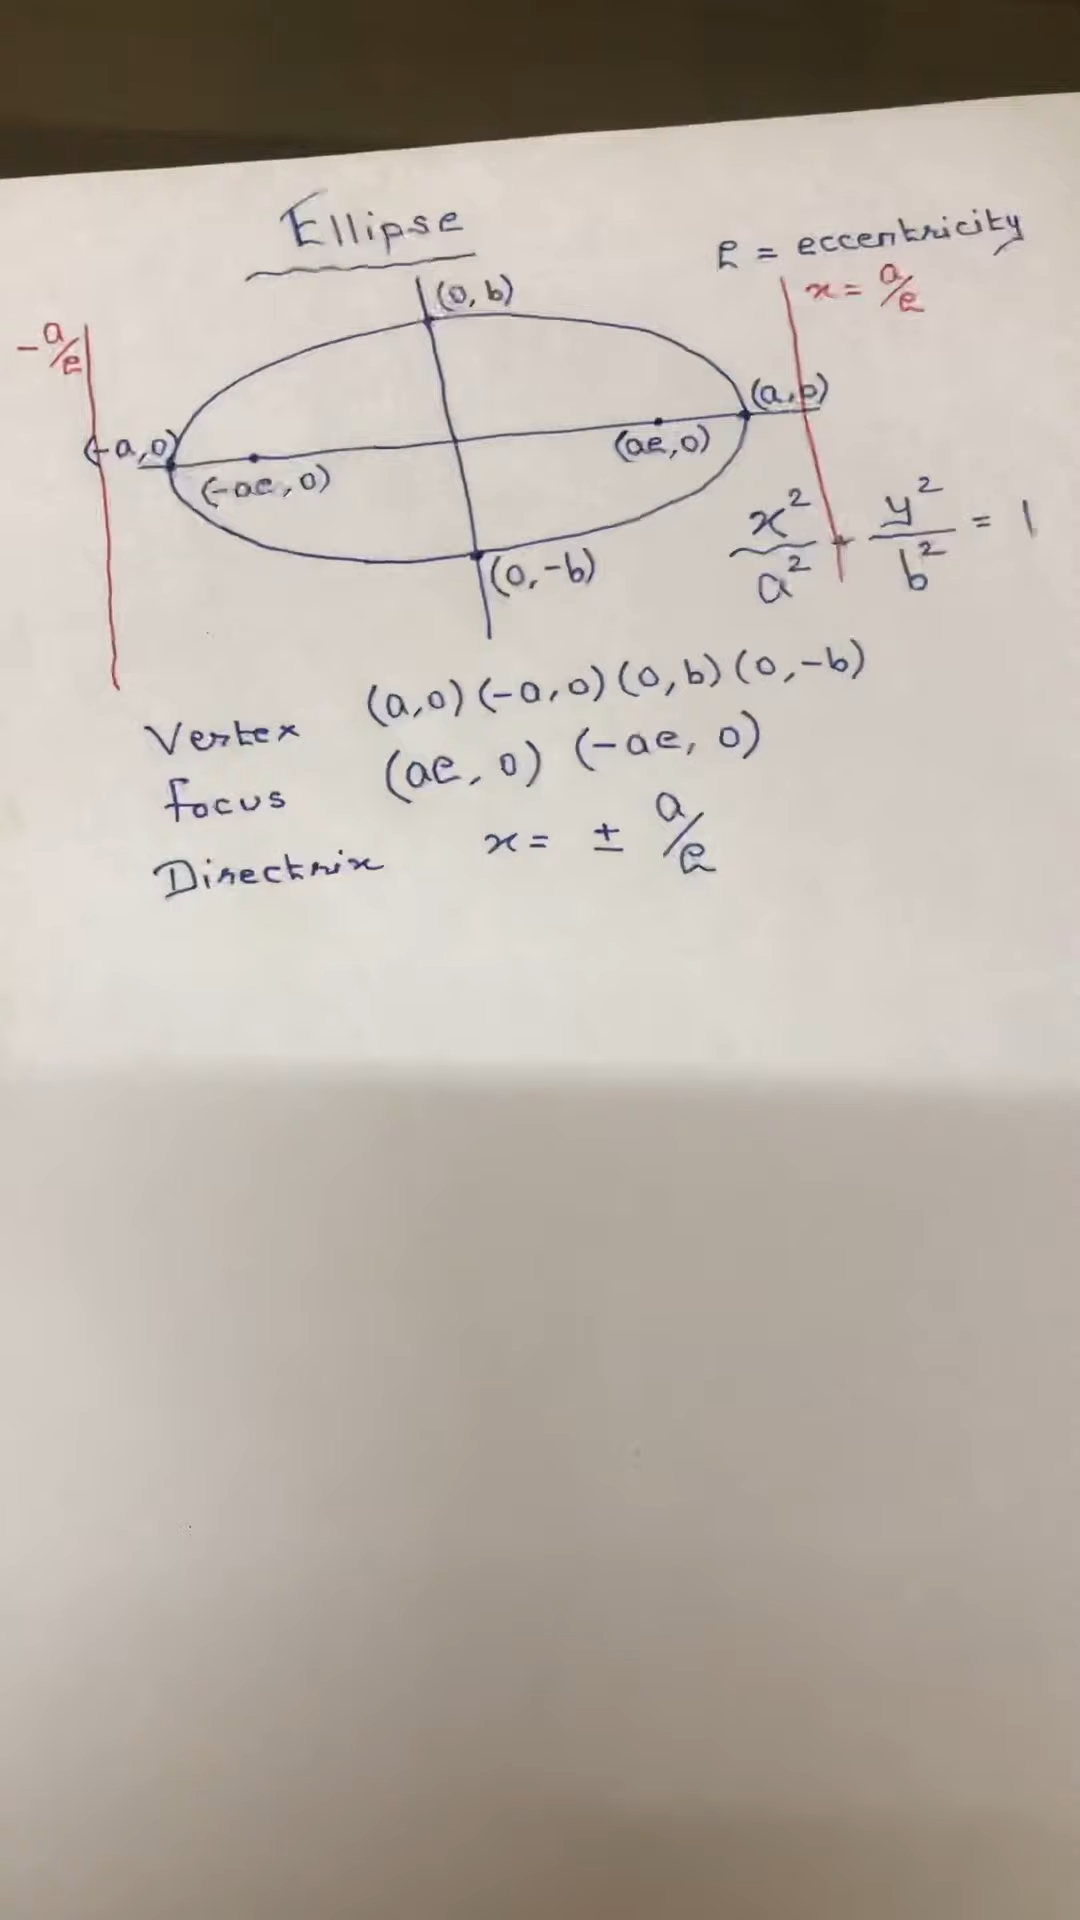 Ellipse
e = eccentricity
(0, b)
x = a/e
-a/e
(a, 0)
(-a, 0)
(ae, 0)
(-ae, 0)
x²/a² + y²/b² = 1
(0, -b)
Vertex (a,0) (-a,0) (0,b) (0,-b)
focus (ae, 0) (-ae, 0)
Directrix x = ± a/e